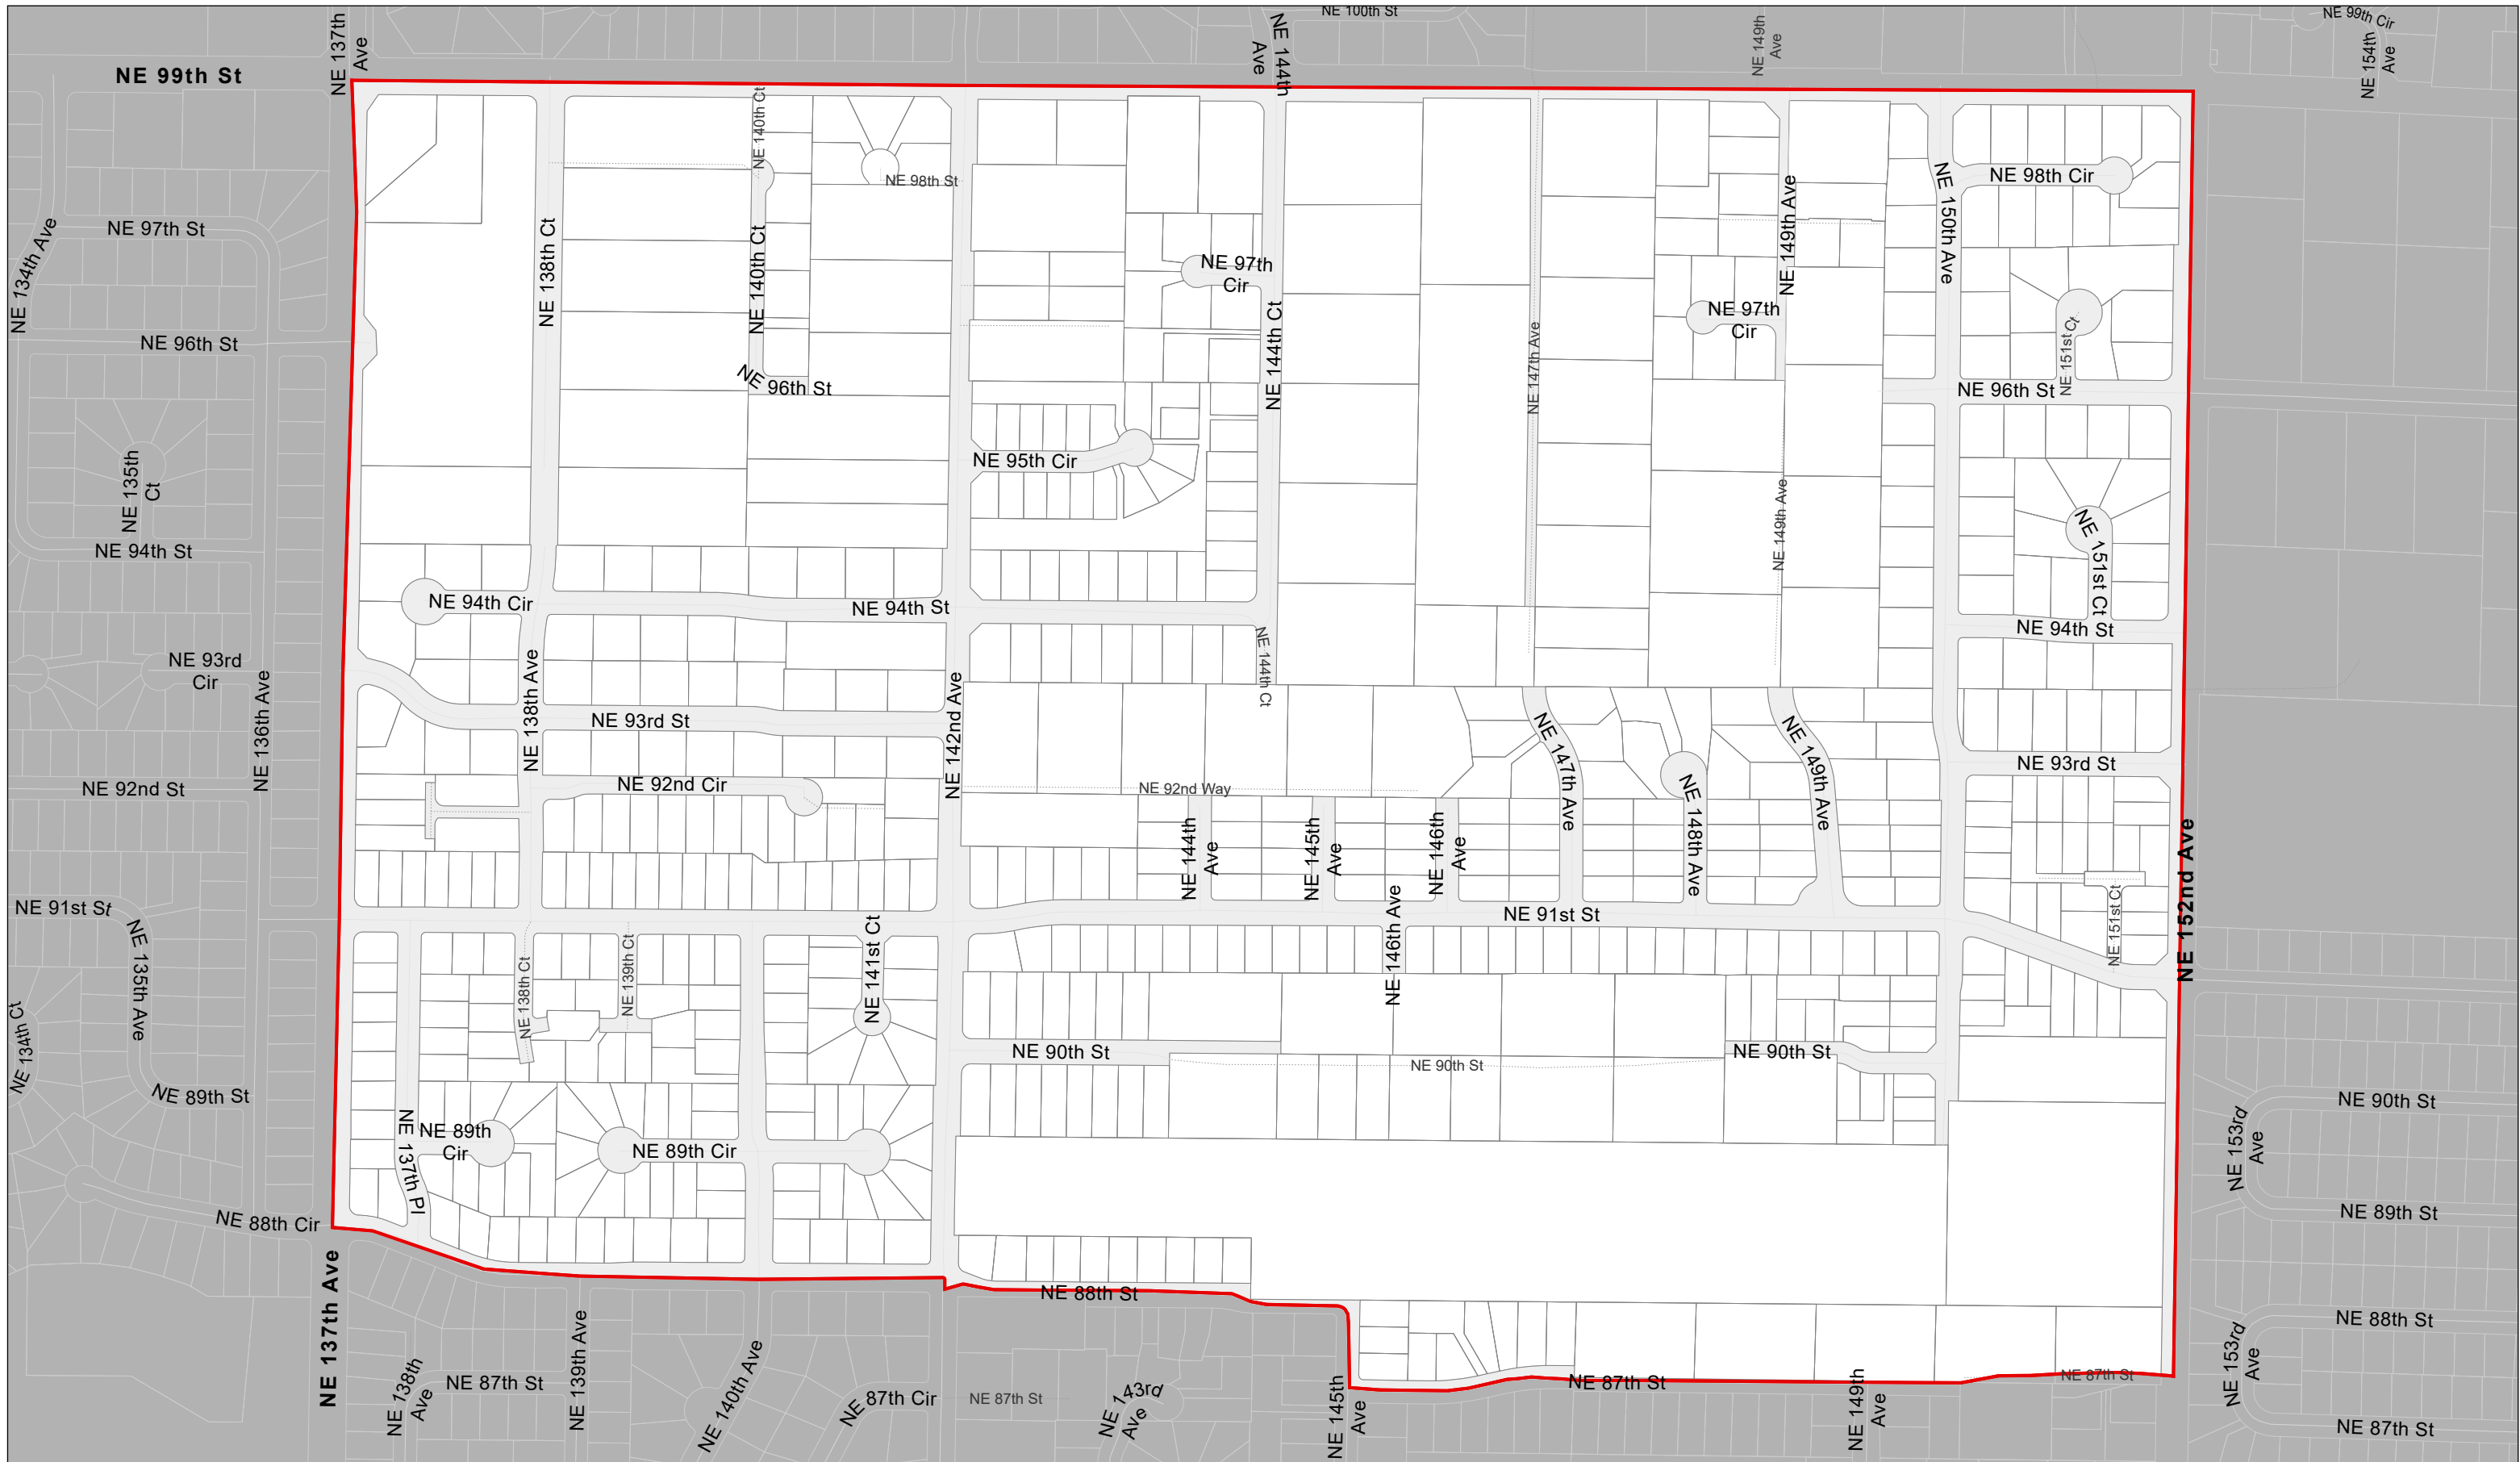 NE 100th St
NE 99th Cir
NE 137th
Ave
NE 144th
Ave
NE 149th
Ave
NE 154th
Ave
NE 99th St
NE 140th Ct
NE 98th St
NE 98th Cir
NE 97th St
NE 134th Ave
NE 138th Ct
NE 140th Ct
NE 97th
Cir
NE 149th Ave
NE 150th Ave
NE 97th
Cir
NE 96th St
NE 144th Ct
NE 147th Ave
NE 151st Ct
NE 96th St
NE 96th St
NE 95th Cir
NE 135th
Ct
NE 149th Ave
NE 151st Ct
NE 94th St
NE 94th Cir
NE 94th St
NE 94th St
NE 144th Ct
NE 93rd
Cir
NE 136th Ave
NE 138th Ave
NE 93rd St
NE 142nd Ave
NE 147th Ave
NE 149th Ave
NE 93rd St
NE 92nd St
NE 92nd Cir
NE 92nd Way
NE 148th Ave
NE 144th
Ave
NE 145th
Ave
NE 146th
Ave
NE 152nd Ave
NE 91st St
NE 91st St
NE 135th Ave
NE 138th Ct
NE 139th Ct
NE 141st Ct
NE 146th Ave
NE 151st Ct
NE 134th Ct
NE 90th St
NE 90th St
NE 90th St
NE 89th St
NE 90th St
NE 137th Pl
NE 89th
Cir
NE 89th Cir
NE 153rd
Ave
NE 88th Cir
NE 89th St
NE 137th Ave
NE 88th St
NE 88th St
NE 138th
Ave
NE 87th St
NE 139th Ave
NE 140th Ave
NE 87th Cir
NE 87th St
NE 143rd
Ave
NE 145th
Ave
NE 87th St
NE 149th
Ave
NE 87th St
NE 153rd
Ave
NE 87th St